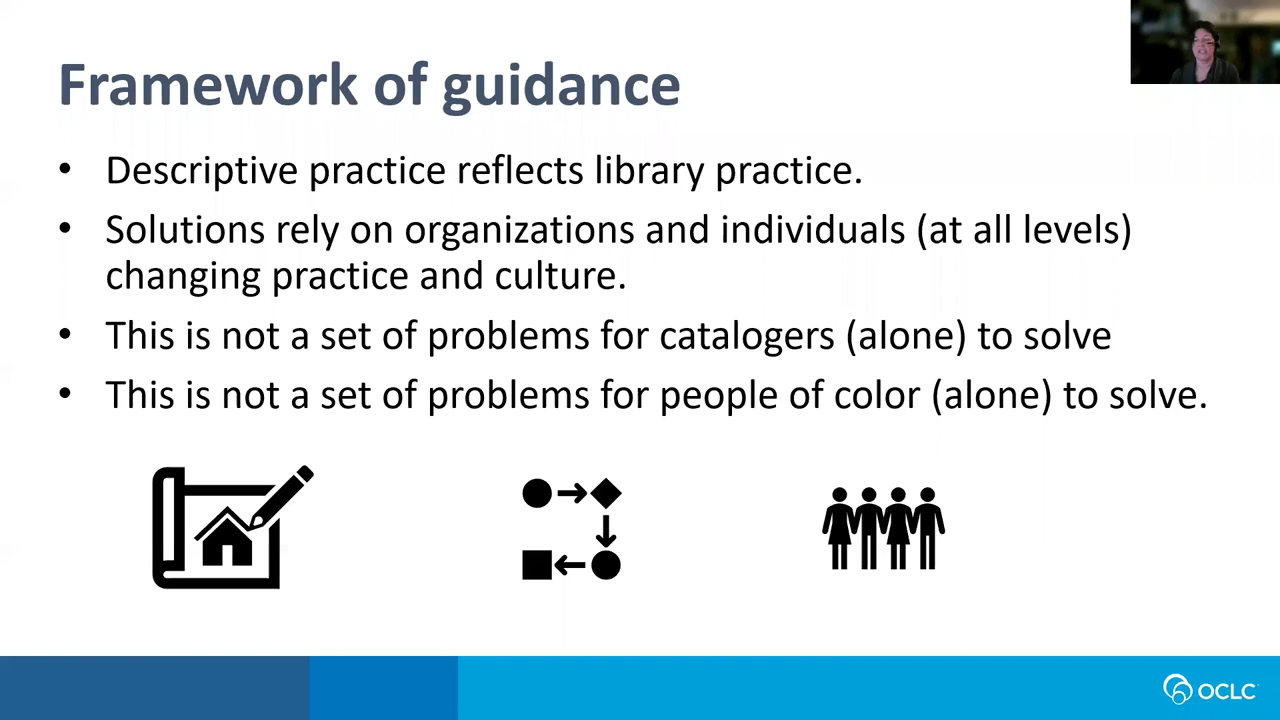 Framework of guidance
• Descriptive practice reflects library practice.
• Solutions rely on organizations and individuals (at all levels)
changing practice and culture.
• This is not a set of problems for catalogers (alone) to solve
• This is not a set of problems for people of color (alone) to solve.
OCLC